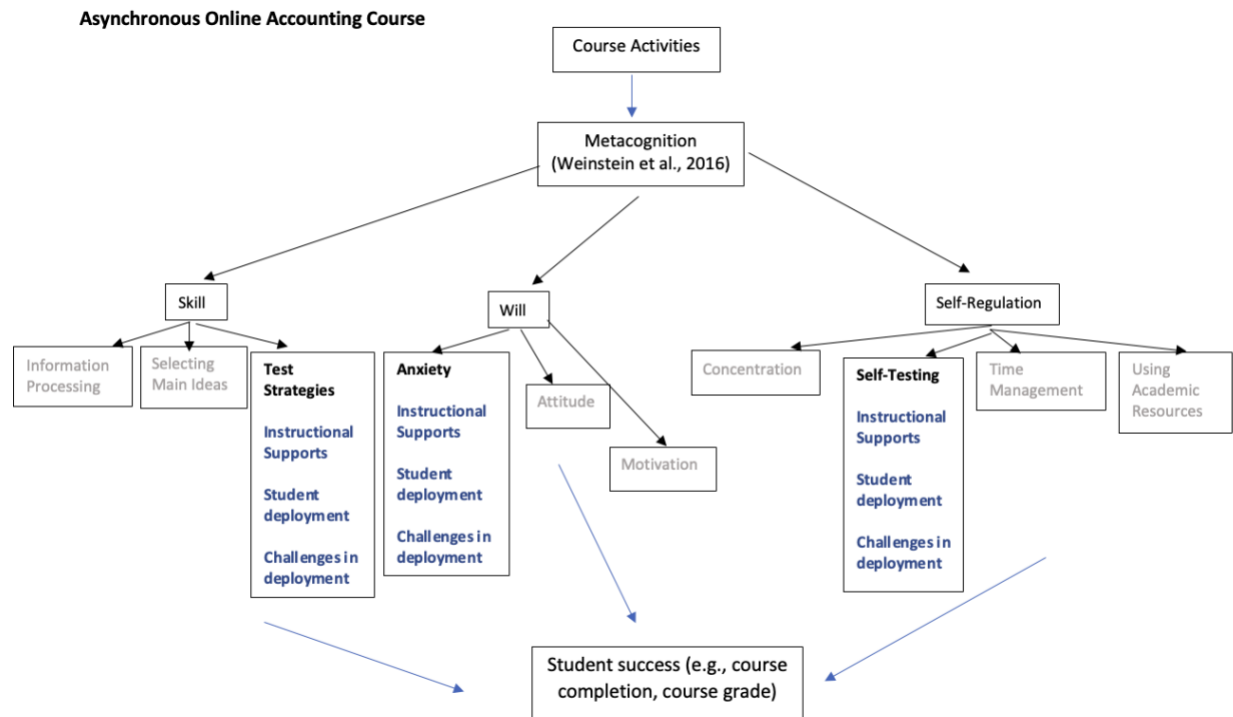 Asynchronous Online Accounting Course
Course Activities
Metacognition
(Weinstein et al., 2016)
Skill
Will
Self-Regulation
Information
Processing
Selecting
Main Ideas
Test
Strategies
Instructional
Supports
Student
deployment
Challenges in
deployment
Anxiety
Instructional
Supports
Student
deployment
Challenges in
deployment
Attitude
Motivation
Concentration
Self-Testing
Instructional
Supports
Student
deployment
Challenges in
deployment
Time
Management
Using
Academic
Resources
Student success (e.g., course
completion, course grade)